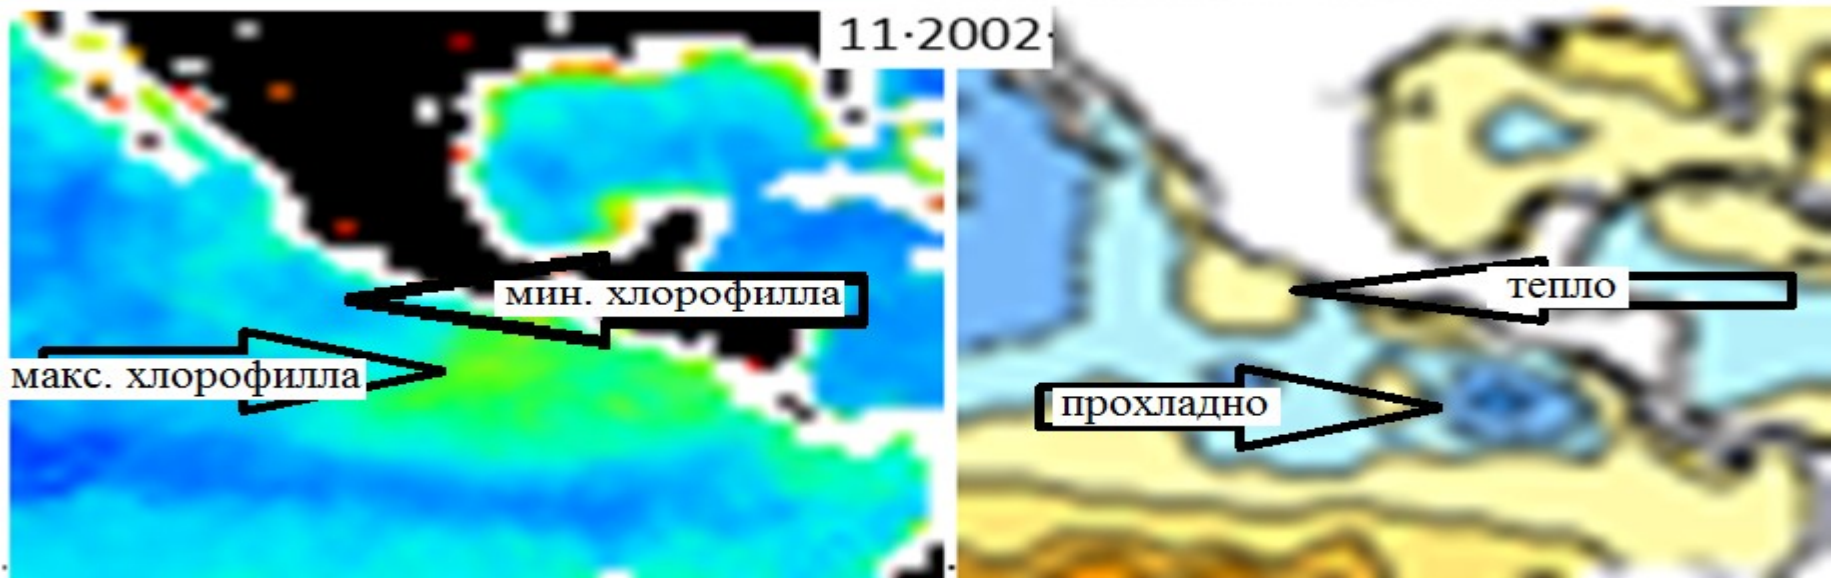 11·2002·
мин. хлорофилла
тепло
макс. хлорофилла
прохладно